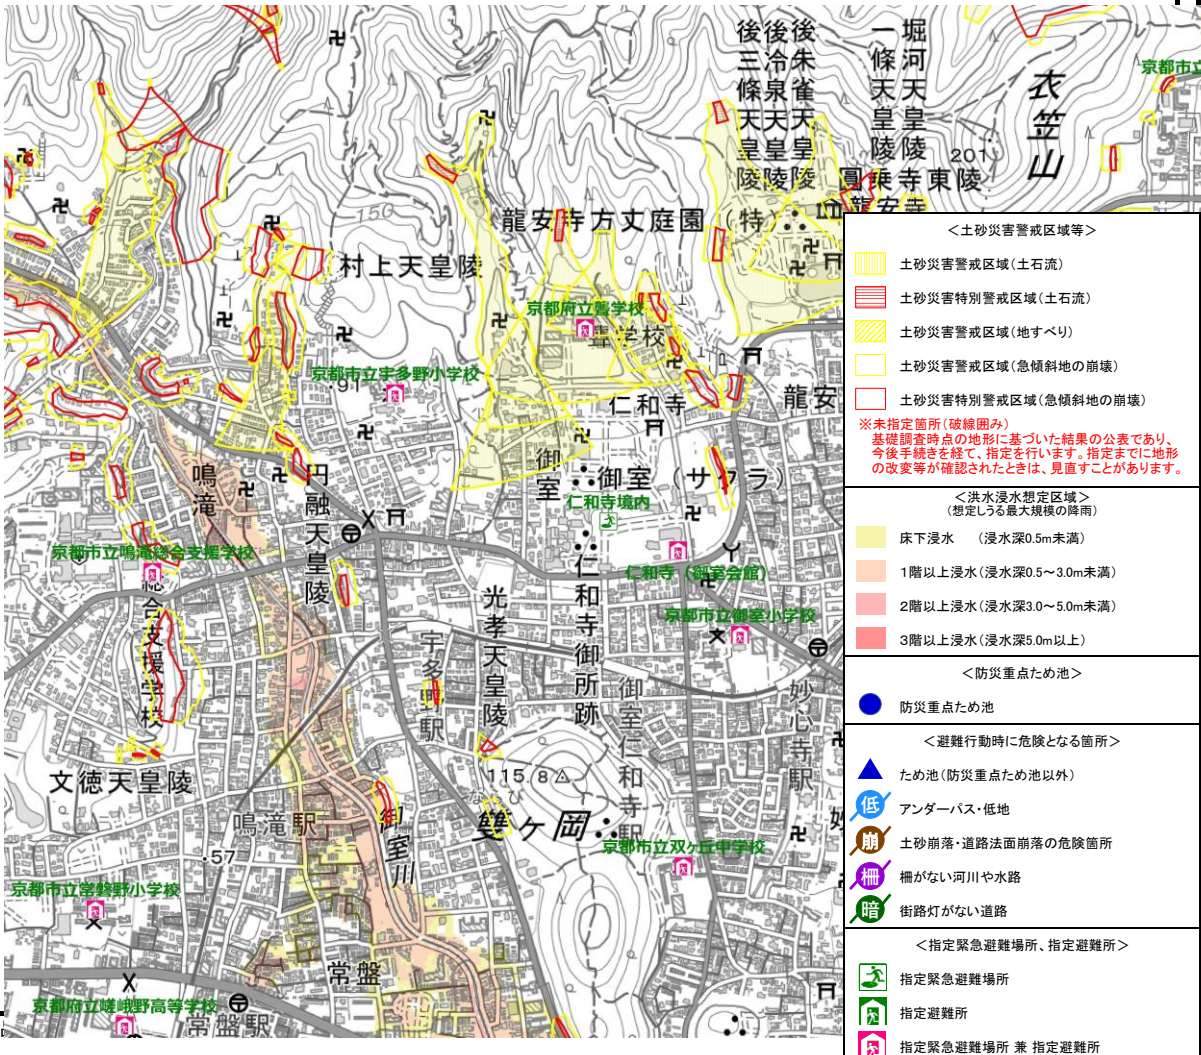 後三條天皇陵
後冷泉天皇陵
後朱雀天皇陵
一條天皇陵
堀河天皇陵
圓乗寺東陵
衣笠山
京都市立
201
150
龍安寺方丈庭園(特)
龍安寺
村上天皇陵
京都府立聾学校
聾学校
京都市立宇多野小学校
91
仁和寺
龍安
鳴滝
円融天皇陵
御室
御室(サクラ)
仁和寺境内
京都市立鳴滝総合支援学校
総合支援学校
仁和寺(御室会館)
光孝天皇陵
仁和寺御所跡
京都市立御室小学校
宇多野駅
御室仁和寺駅
妙心寺駅
文徳天皇陵
115.8
鳴滝駅
御室川
雙ケ岡
妙
57
京都市立双ヶ丘中学校
京都市立常磐野小学校
常盤
京都府立嵯峨野高等学校
常盤駅
<土砂災害警戒区域等>
土砂災害警戒区域(土石流)
土砂災害特別警戒区域(土石流)
土砂災害警戒区域(地すべり)
土砂災害警戒区域(急傾斜地の崩壊)
土砂災害特別警戒区域(急傾斜地の崩壊)
※未指定箇所(破線囲み)
基礎調査時点の地形に基づいた結果の公表であり、
今後手続きを経て、指定を行います。指定までに地形
の改変等が確認されたときは、見直すことがあります。
<洪水浸水想定区域>
(想定しうる最大規模の降雨)
床下浸水 (浸水深0.5m未満)
1階以上浸水(浸水深0.5~3.0m未満)
2階以上浸水(浸水深3.0~5.0m未満)
3階以上浸水(浸水深5.0m以上)
<防災重点ため池>
防災重点ため池
<避難行動時に危険となる箇所>
ため池(防災重点ため池以外)
低 アンダーパス・低地
崩 土砂崩落・道路法面崩落の危険箇所
柵 柵がない河川や水路
暗 街路灯がない道路
<指定緊急避難場所、指定避難所>
指定緊急避難場所
指定避難所
指定緊急避難場所 兼 指定避難所